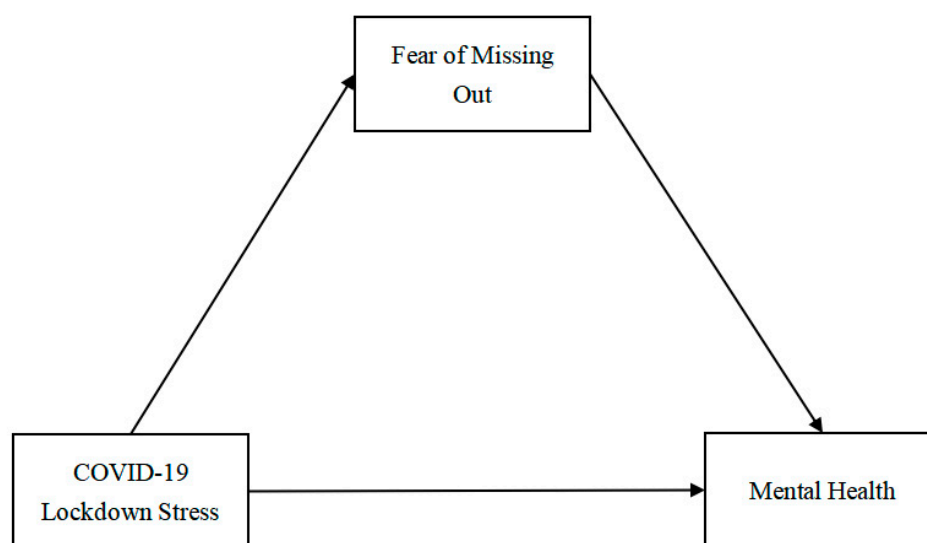 Fear of Missing
Out
COVID-19
Lockdown Stress
Mental Health